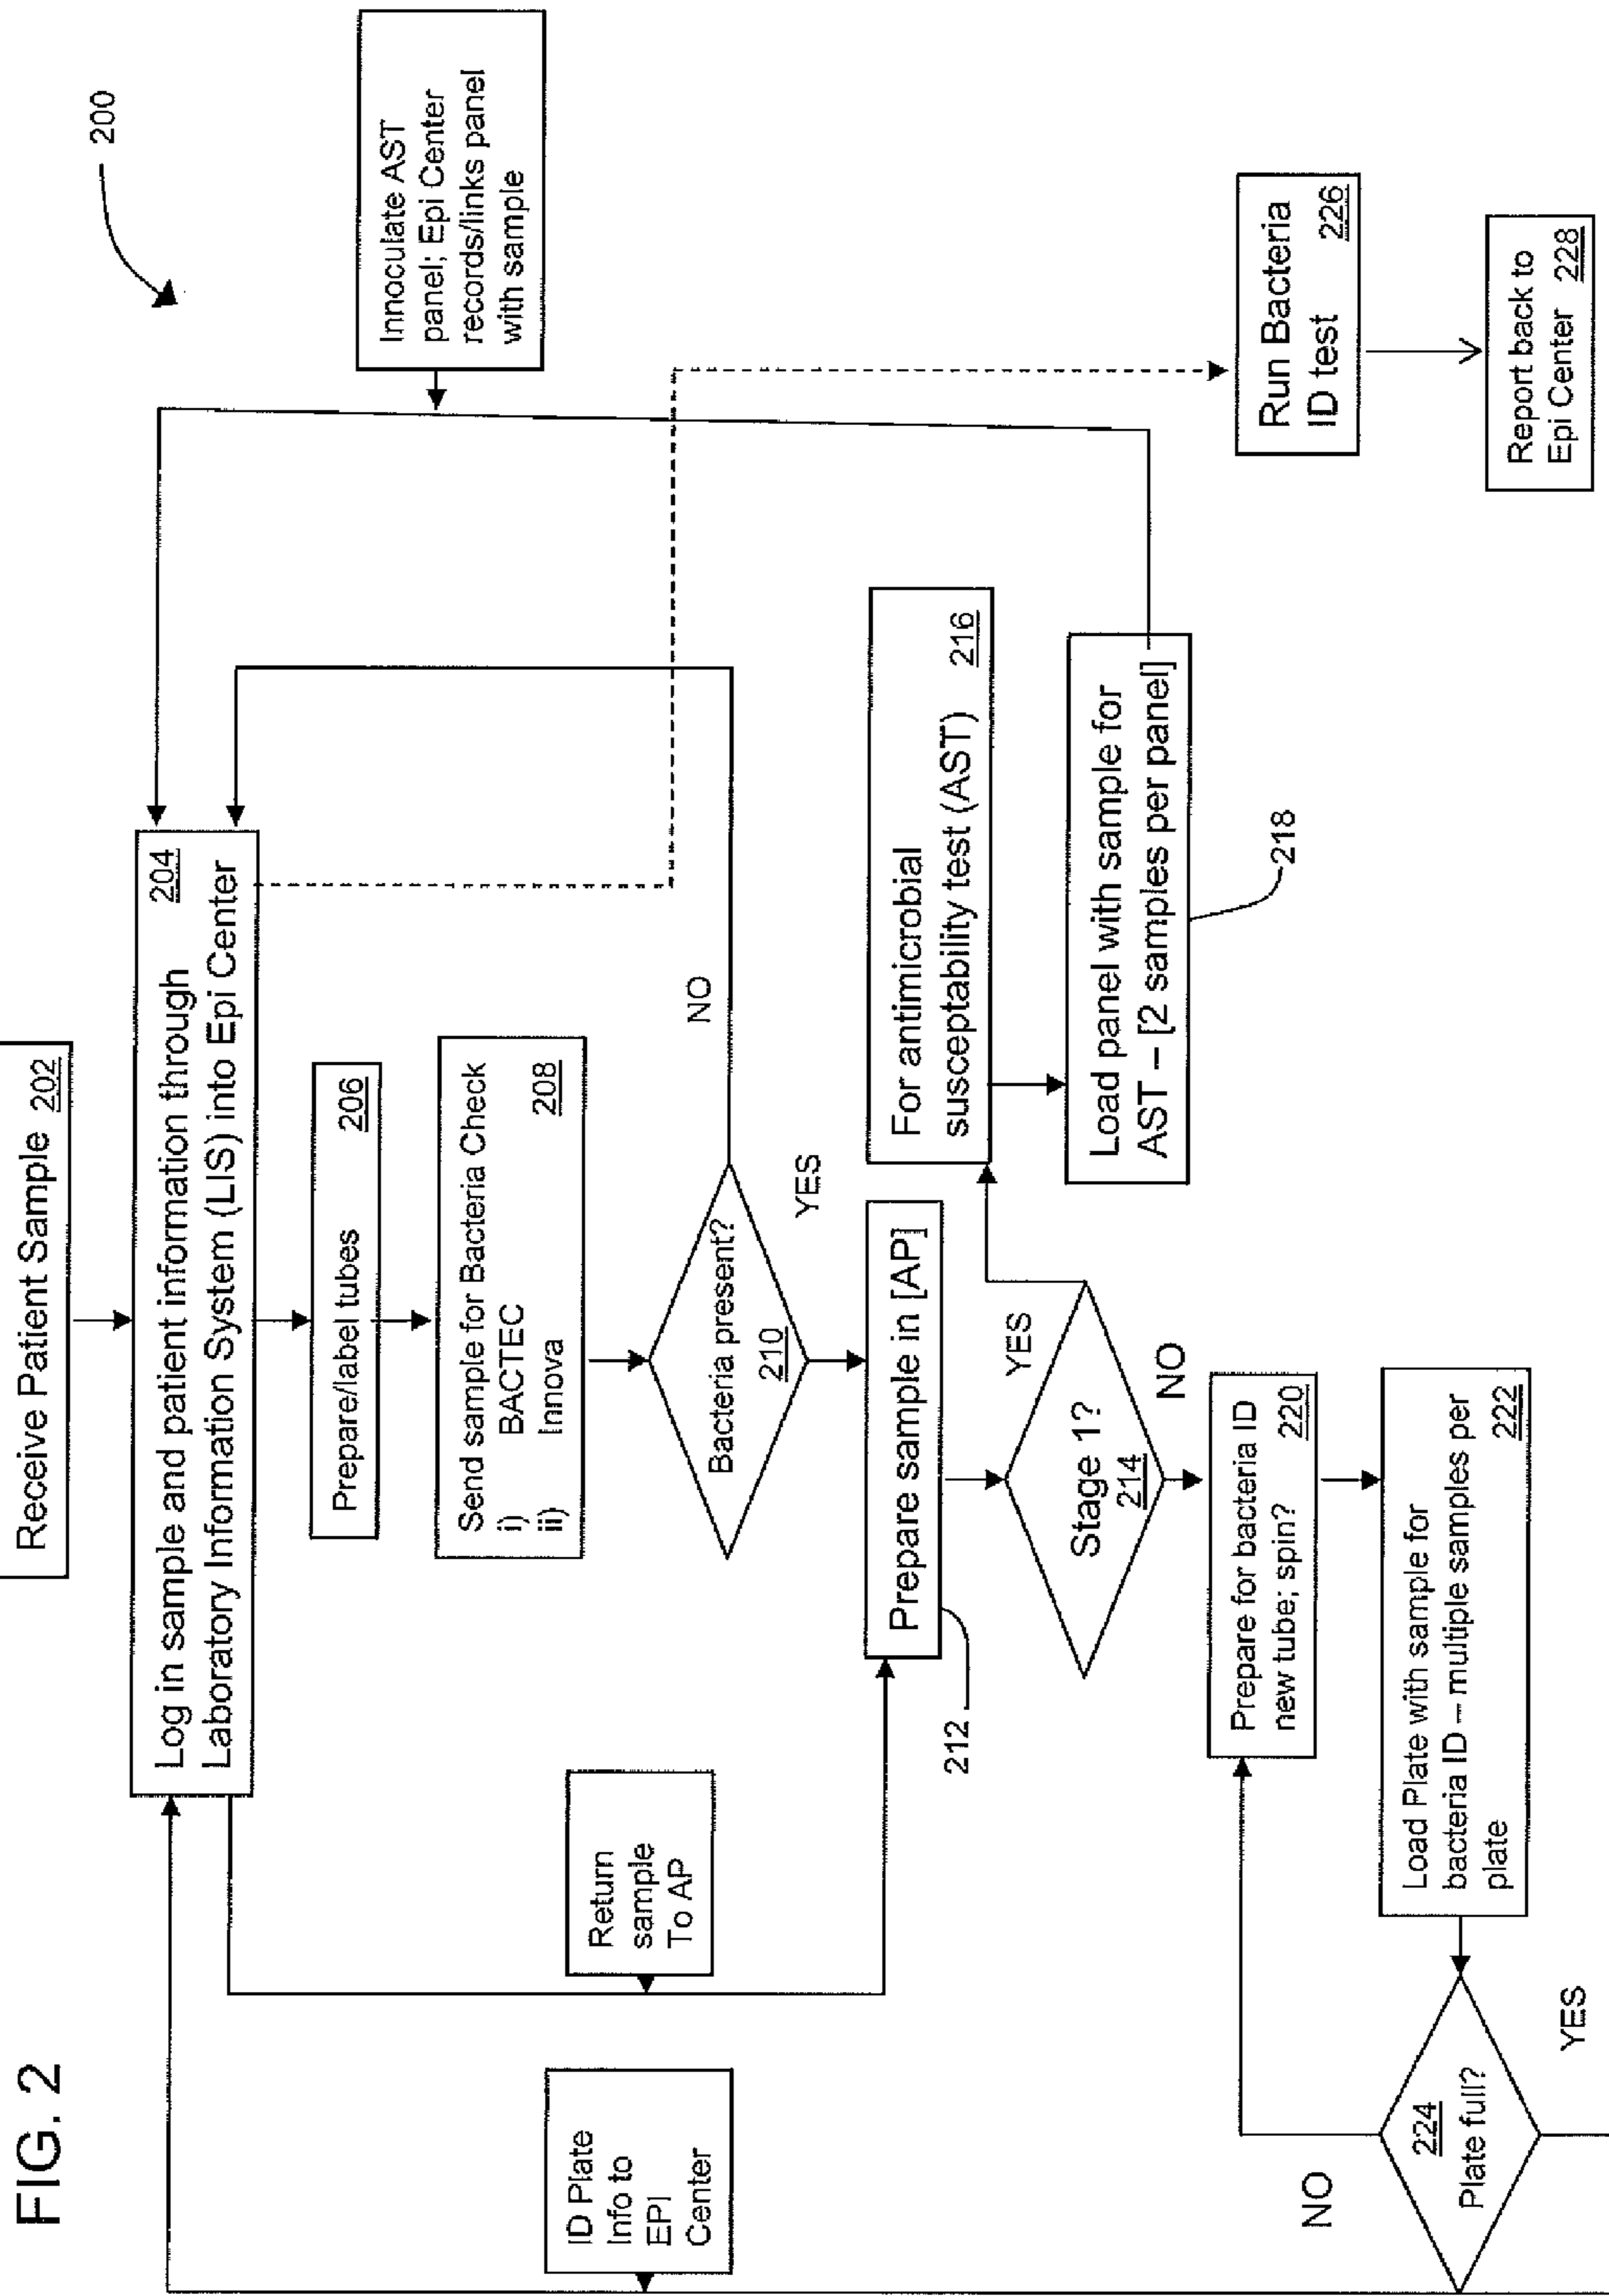 FIG. 2
200
Receive Patient Sample 202
Log in sample and patient information through 204
Laboratory Information System (LIS) into Epi Center
Prepare/label tubes 206
Send sample for Bacteria Check
i) BACTEC
ii) Innova 208
Bacteria present?
210
NO
YES
Innoculate AST
panel; Epi Center
records/links panel
with sample
ID Plate
Info to
EPI
Center
Return
sample
To AP
Prepare sample in [AP]
212
Stage 1?
214
YES
NO
For antimicrobial
susceptability test (AST) 216
Load panel with sample for
AST – [2 samples per panel]
218
Prepare for bacteria ID
new tube; spin? 220
Load Plate with sample for
bacteria ID – multiple samples per
plate 222
224
Plate full?
NO
YES
Run Bacteria
ID test 226
Report back to
Epi Center 228